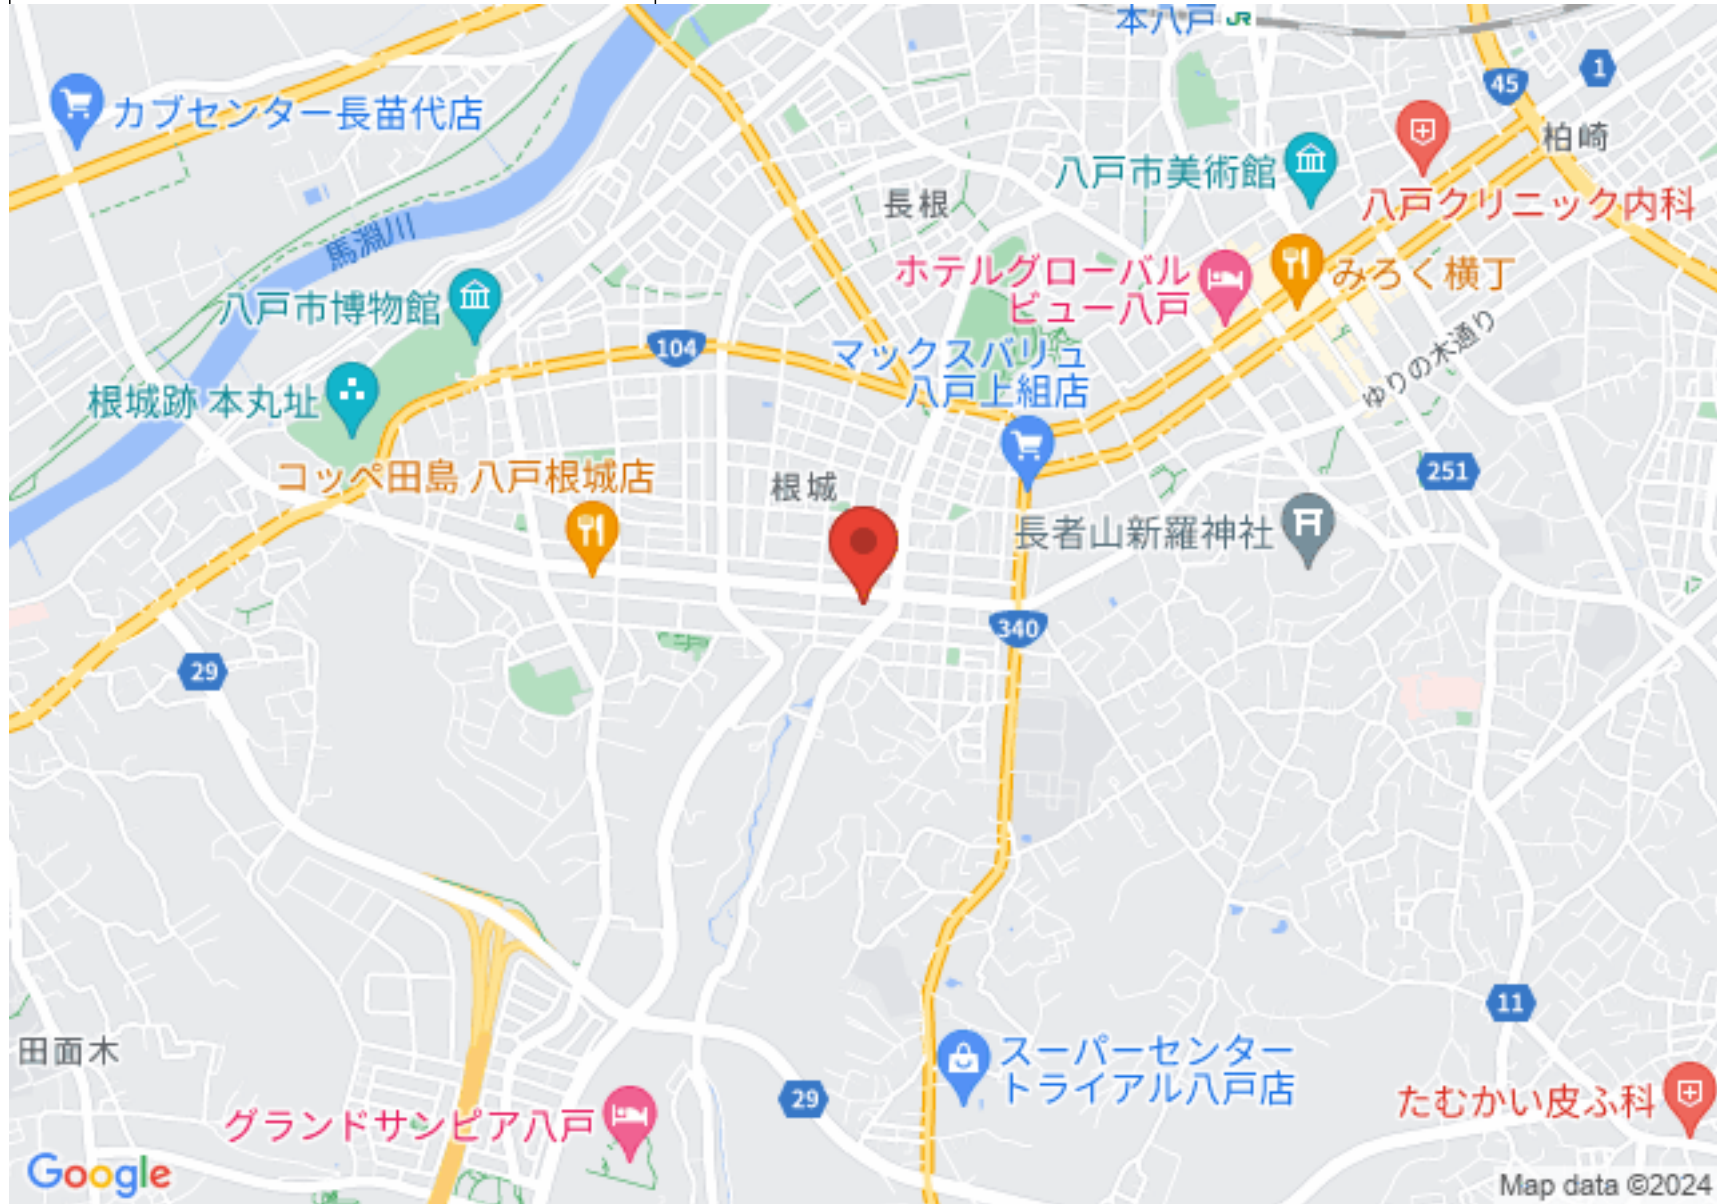 本八戸 JR
45
1
カブセンター長苗代店
柏崎
八戸市美術館
長根
八戸クリニック内科
馬淵川
ホテルグローバル
ビュー八戸
みろく横丁
八戸市博物館
ゆりの木通り
104
マックスバリュ
八戸上組店
根城跡 本丸址
251
コッペ田島 八戸根城店
根城
長者山新羅神社
340
29
11
田面木
スーパーセンター
トライアル八戸店
29
たむかい皮ふ科
グランドサンピア八戸
Google
Map data ©2024